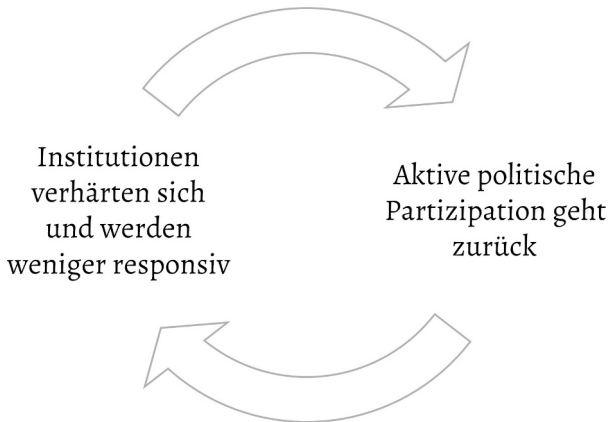 Institutionen
verhärten sich
und werden
weniger responsiv
Aktive politische
Partizipation geht
zurück